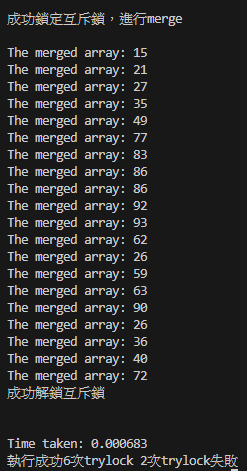 成功鎖定互斥鎖，進行merge
The merged array: 15
The merged array: 21
The merged array: 27
The merged array: 35
The merged array: 49
The merged array: 77
The merged array: 83
The merged array: 86
The merged array: 86
The merged array: 92
The merged array: 93
The merged array: 62
The merged array: 26
The merged array: 59
The merged array: 63
The merged array: 90
The merged array: 26
The merged array: 36
The merged array: 40
The merged array: 72
成功解鎖互斥鎖
Time taken: 0.000683
執行成功6次trylock 2次trylock失敗